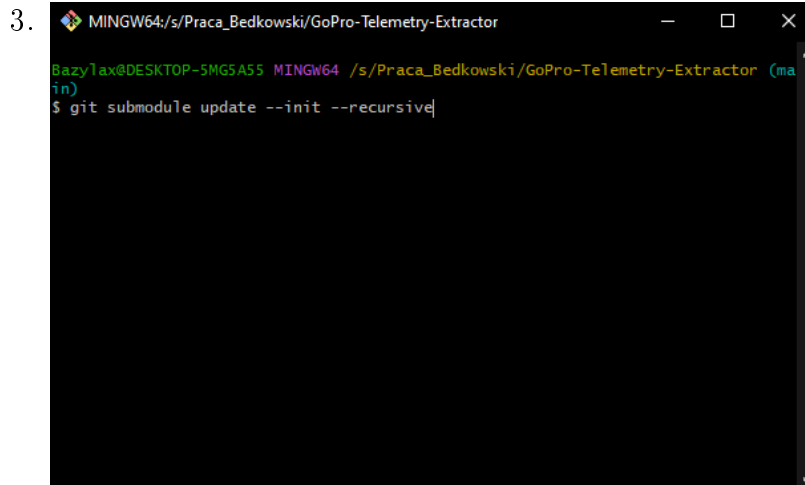 3.
MINGW64:/s/Praca_Bedkowski/GoPro-Telemetry-Extractor
Bazylax@DESKTOP-5MG5A55 MINGW64 /s/Praca_Bedkowski/GoPro-Telemetry-Extractor (ma
in)
$ git submodule update --init --recursive